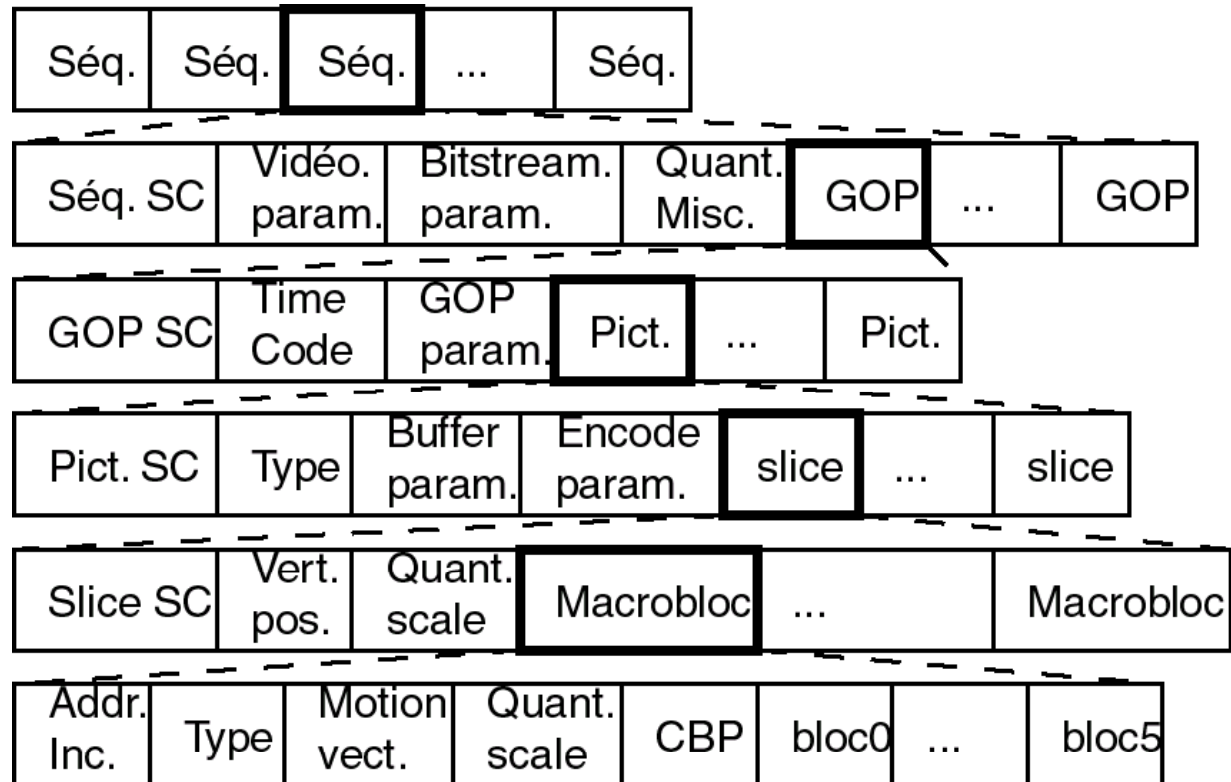 Séq. Séq. Séq. ... Séq.
Vidéo. Bitstream. Quant.
Séq. SC param. param. Misc. GOP ... GOP
Time GOP
GOP SC Code param. Pict. ... Pict.
Buffer Encode
Pict. SC Type param. param. slice ... slice
Vert. Quant.
Slice SC pos. scale Macrobloc ... Macrobloc
Addr. Motion Quant.
Inc. Type vect. scale CBP bloc0 ... bloc5